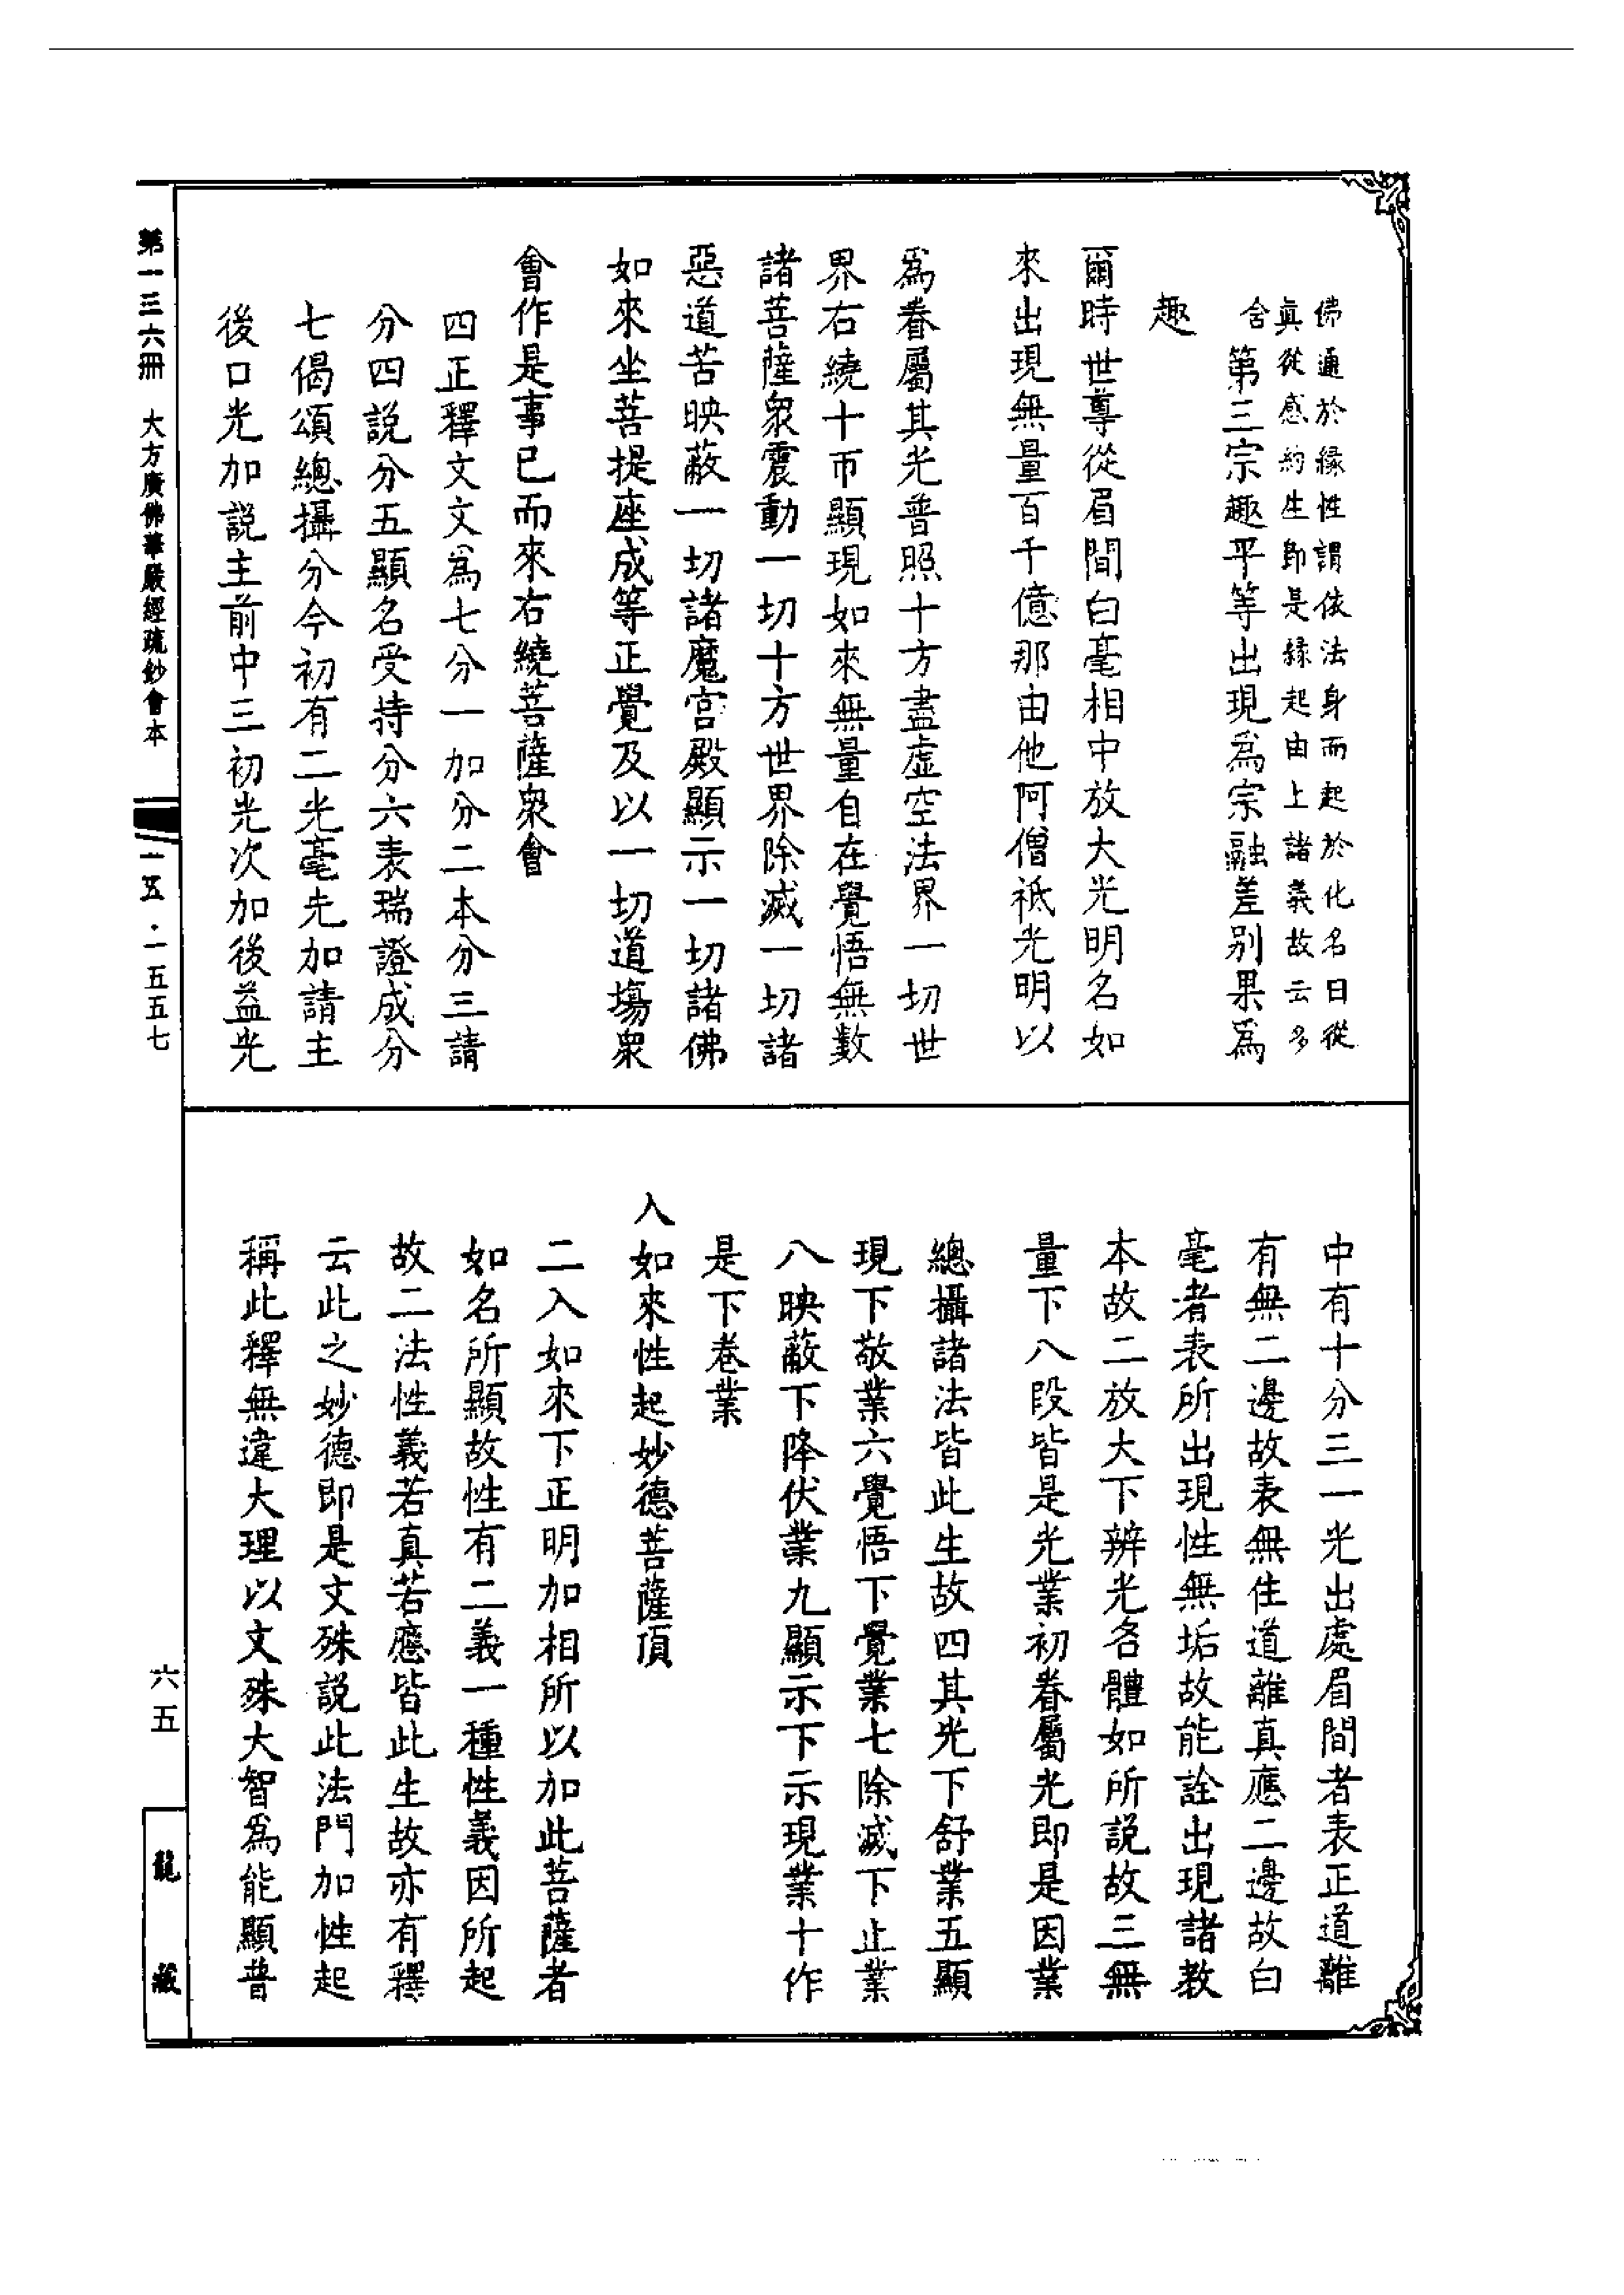 佛通於緣性謂依法身而起於化名曰從
真從感約生即是緣起由上諸義故云多
舍
第三宗趣平等出現爲宗融差別果爲
趣
爾時世尊從眉間白毫相中放大光明名如
來出現無量百千億那由他阿僧祇光明以
爲眷屬其光普照十方盡虛空法界一切世
界右繞十帀顯現如來無量自在覺悟無數
諸菩薩衆震動一切十方世界除滅一切諸
惡道苦映蔽一切諸魔宮殿顯示一切諸佛
如來坐菩提座成等正覺及以一切道場衆
會作是事已而來右繞菩薩衆會
四正釋文文爲七分一加分二本分三請
分四說分五顯名受持分六表瑞證成分
七偈頌總攝分今初有二光毫先加請主
後口光加說主前中三初光次加後益光
中有十分三一光出處眉間者表正道離
有無二邊故表無住道離真應二邊故白
毫者表所出現性無垢故能詮出現諸教
本故二放大下辨光名體如所說故三無
量下八段皆是光業初眷屬光即是因業
總攝諸法皆此生故四其光下舒業五顯
現下敬業六覺悟下覺業七除滅下止業
八映蔽下降伏業九顯示下示現業十作
是下卷業
入如來性起妙德菩薩頂
二入如來下正明加相所以加此菩薩者
如名所顯故性有二義一種性義因所起
故二法性義若真若應皆此生故亦有釋
云此之妙德即是文殊說此法門加性起
稱此釋無違大理以文殊大智爲能顯普
第一三六冊 大方廣佛華嚴經疏鈔會本
一五·一五五七
六五
龍藏